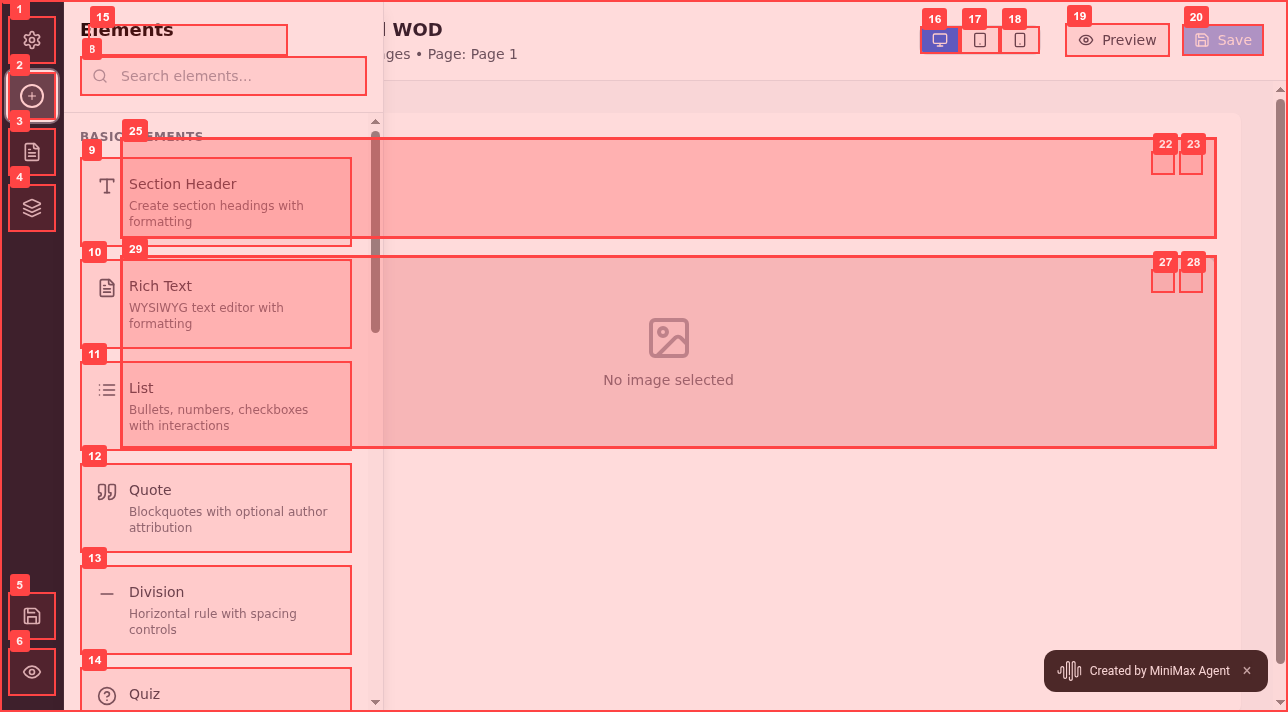 1
15
Elements
WOD
16
17
18
19
Preview
20
Save
8
Search elements...
ges • Page: Page 1
2
3
4
BASIC ELEMENTS
25
22
23
9
Section Header
Create section headings with
formatting
10
29
27
28
Rich Text
WYSIWYG text editor with
formatting
No image selected
11
List
Bullets, numbers, checkboxes
with interactions
12
Quote
Blockquotes with optional author
attribution
13
Division
Horizontal rule with spacing
controls
5
6
14
Quiz
Created by MiniMax Agent ×